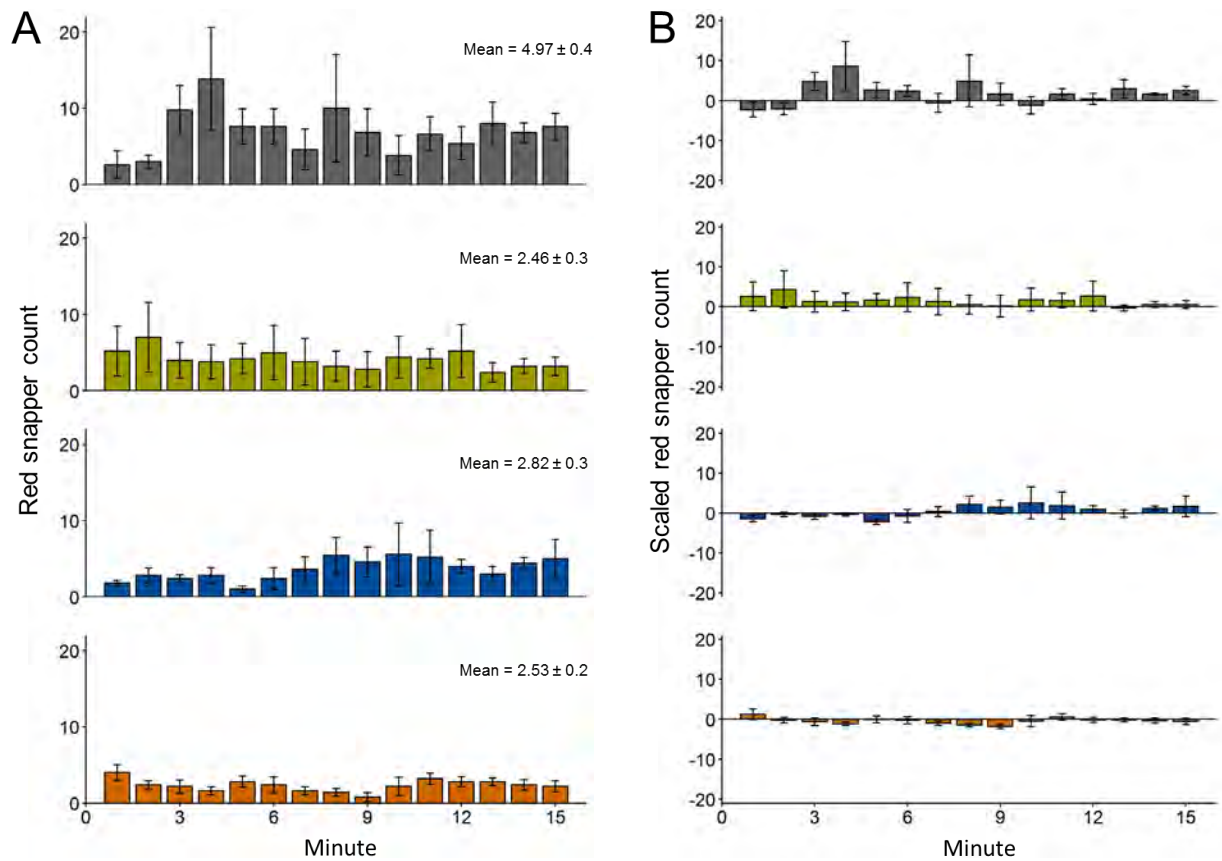 A
Red snapper count
20
10
0
Mean = 4.97 ± 0.4
20
10
0
Mean = 2.46 ± 0.3
20
10
0
Mean = 2.82 ± 0.3
20
10
0
Mean = 2.53 ± 0.2
0 3 6 9 12 15
Minute
B
Scaled red snapper count
20
10
0
-10
-20
20
10
0
-10
-20
20
10
0
-10
-20
20
10
0
-10
-20
0 3 6 9 12 15
Minute